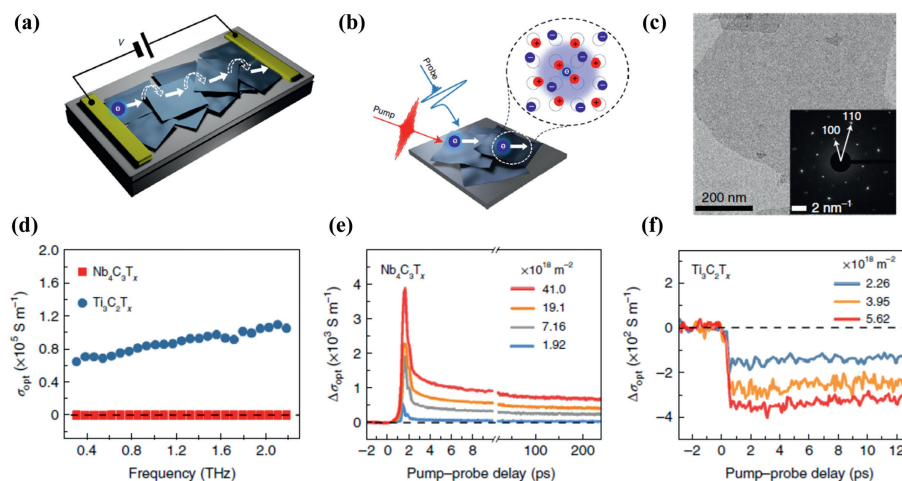 (a)
V
(b)
Probe
Pump
(c)
100
110
200 nm
2 nm⁻¹
(d)
σopt (×10⁵ S m⁻¹)
2.0
1.6
1.2
0.8
0.4
0
Nb₄C₃Tₓ
Ti₃C₂Tₓ
0.4 0.8 1.2 1.6 2.0
Frequency (THz)
(e)
Δσopt (×10³ S m⁻¹)
4
3
2
1
0
Nb₄C₃Tₓ
×10¹⁸ m⁻²
41.0
19.1
7.16
1.92
−2 0 2 4 6 8 100 200
Pump–probe delay (ps)
(f)
Δσopt (×10⁻² S m⁻¹)
2
0
−2
−4
Ti₃C₂Tₓ
×10¹⁸ m⁻²
2.26
3.95
5.62
−2 0 2 4 6 8 10 12
Pump–probe delay (ps)